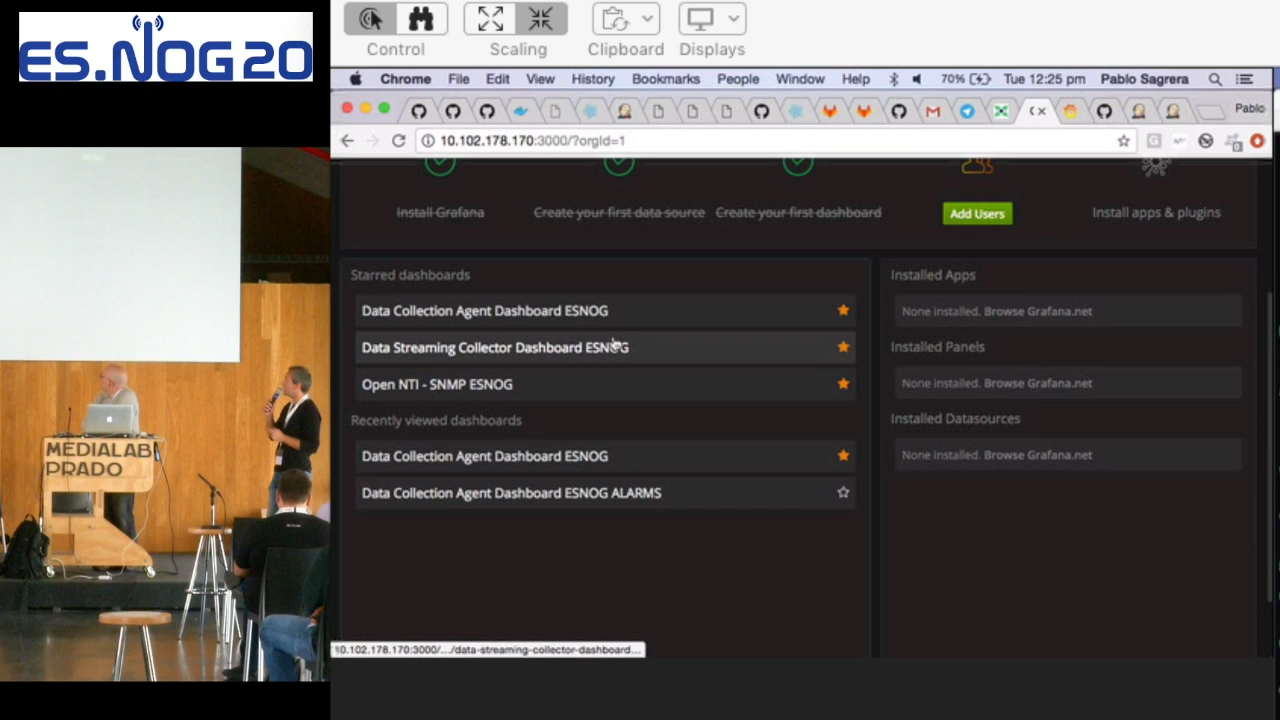 ES.NOG 20
MEDIALAB
PRADO
Control
Scaling
Clipboard
Displays
Chrome File Edit View History Bookmarks People Window Help 70% Tue 12:25 pm Pablo Sagrera
Pablo
10.102.178.170:3000/?orgId=1
Install Grafana
Create your first data source
Create your first dashboard
Add Users
Install apps & plugins
Starred dashboards
Data Collection Agent Dashboard ESNOG
Data Streaming Collector Dashboard ESNOG
Open NTI - SNMP ESNOG
Recently viewed dashboards
Data Collection Agent Dashboard ESNOG
Data Collection Agent Dashboard ESNOG ALARMS
Installed Apps
None installed. Browse Grafana.net
Installed Panels
None installed. Browse Grafana.net
Installed Datasources
None installed. Browse Grafana.net
10.102.178.170:3000/.../data-streaming-collector-dashboard...